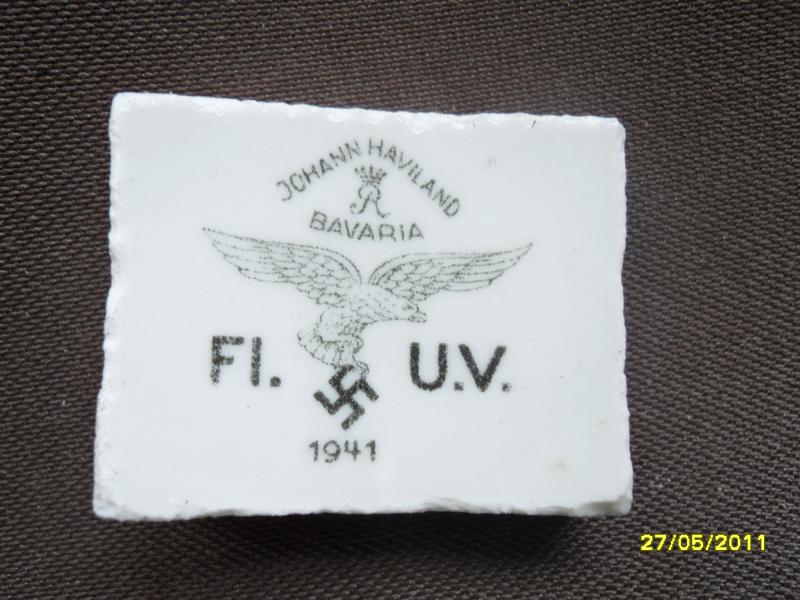 JOHANN HAVILAND
R
BAVARIA
Fl. U.V.
1941
27/05/2011